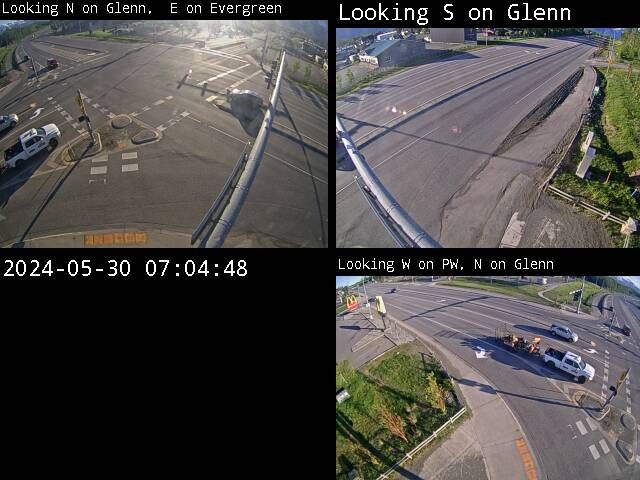 Looking N on Glenn,  E on Evergreen
Looking S on Glenn
2024-05-30 07:04:48
Looking W on PW, N on Glenn